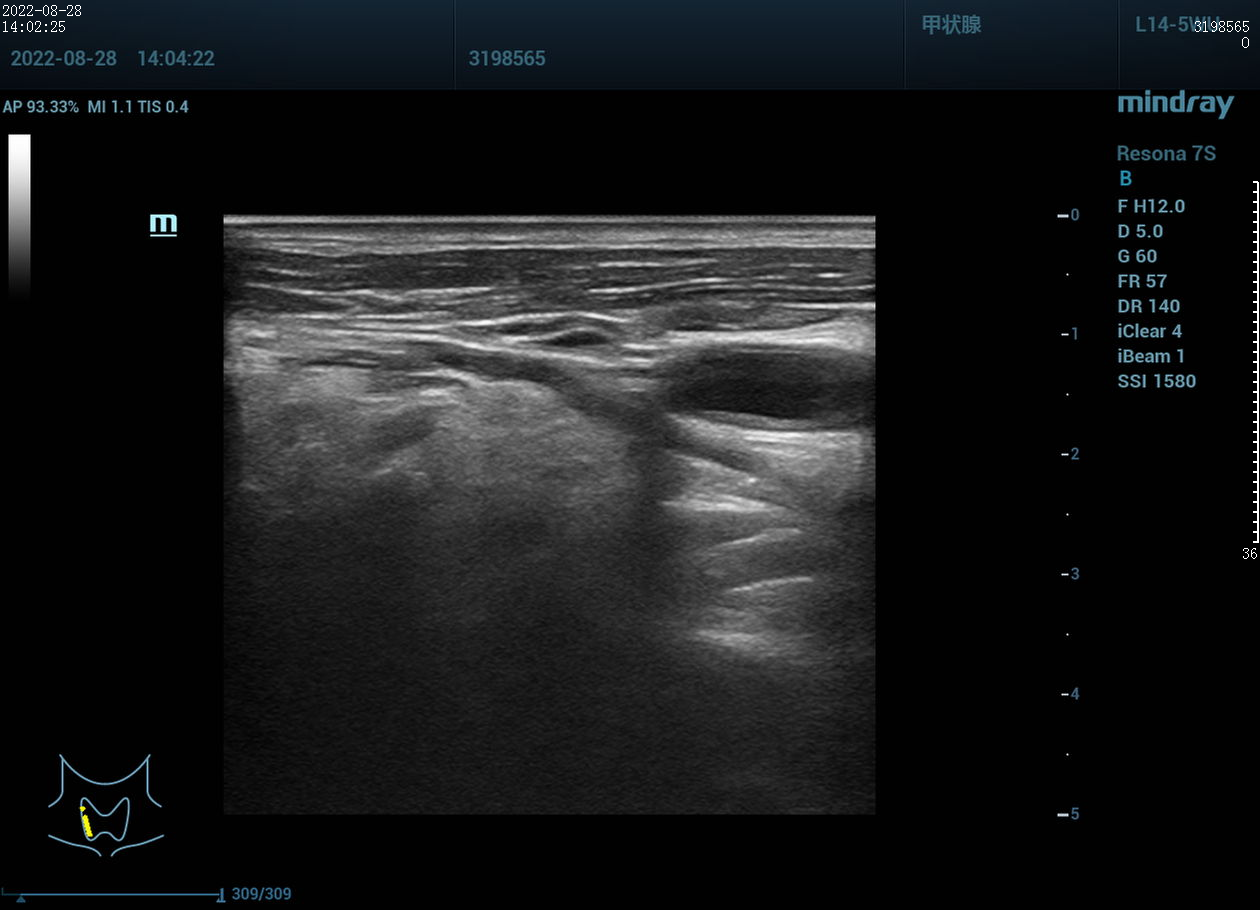 2022-08-28
14:02:25
甲状腺
3198565
0
2022-08-28 14:04:22
3198565
AP 93.33% MI 1.1 TIS 0.4
mindray
Resona 7S
B
m
F H12.0
D 5.0
G 60
FR 57
DR 140
iClear 4
iBeam 1
SSI 1580
0
1
2
3
4
5
36
309/309